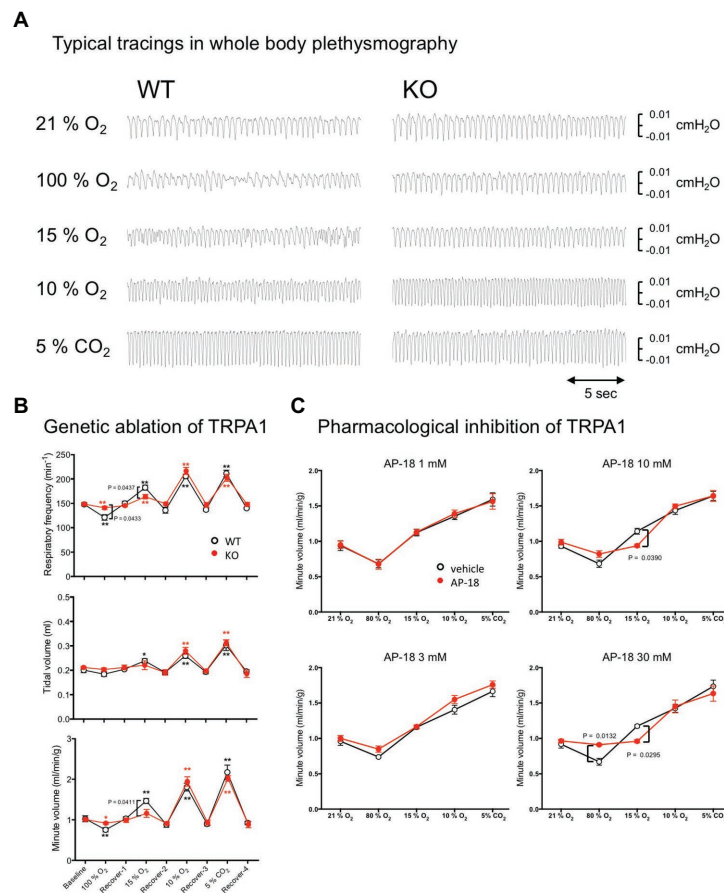 A
Typical tracings in whole body plethysmography
WT
KO
21 % O₂
0.01
-0.01
cmH₂O
100 % O₂
0.01
-0.01
cmH₂O
15 % O₂
0.01
-0.01
cmH₂O
10 % O₂
0.01
-0.01
cmH₂O
5 % CO₂
0.01
-0.01
cmH₂O
5 sec
B
Genetic ablation of TRPA1
Respiratory frequency (min⁻¹)
250
200
150
100
50
0
P = 0.0437
P = 0.0433
**
**
**
**
**
**
**
**
WT
KO
Tidal volume (ml)
0.3
0.4
0.2
0.1
0.0
*
**
**
**
**
Minute volume (ml/min/g)
3
2
1
0
P = 0.0411
*
**
**
**
**
**
**
Baseline
100 % O₂
Recover-1
15 % O₂
Recover-2
10 % O₂
Recover-3
5 % CO₂
Recover-4
C
Pharmacological inhibition of TRPA1
AP-18 1 mM
Minute volume (ml/min/g)
2.0
1.5
1.0
0.5
0.0
vehicle
AP-18
21 % O₂ 80 % O₂ 15 % O₂ 10 % O₂ 5% CO₂
AP-18 10 mM
Minute volume (ml/min/g)
2.0
1.5
1.0
0.5
0.0
P = 0.0390
21 % O₂ 80 % O₂ 15 % O₂ 10 % O₂ 5% CO₂
AP-18 3 mM
Minute volume (ml/min/g)
2.0
1.5
1.0
0.5
0.0
21 % O₂ 80 % O₂ 15 % O₂ 10 % O₂ 5% CO₂
AP-18 30 mM
Minute volume (ml/min/g)
2.0
1.5
1.0
0.5
0.0
P = 0.0132
P = 0.0295
21 % O₂ 80 % O₂ 15 % O₂ 10 % O₂ 5% CO₂